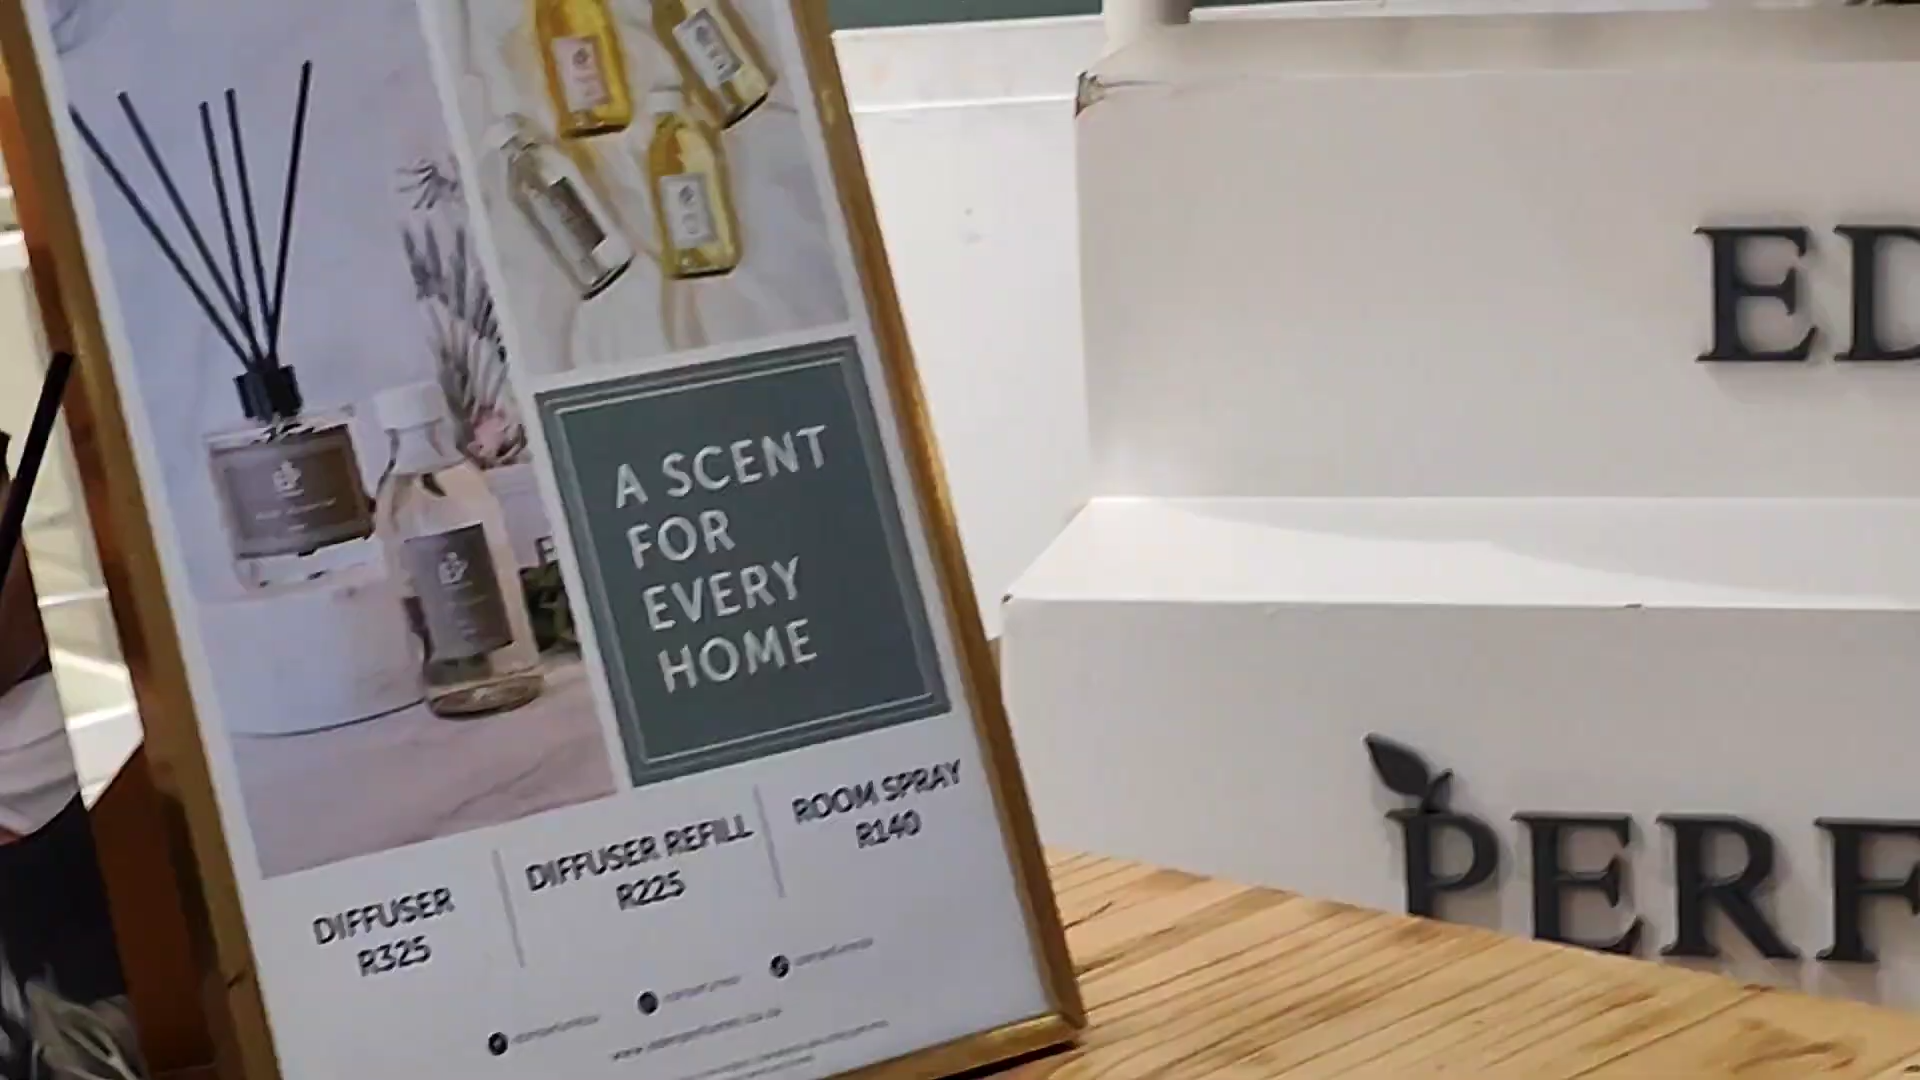 A SCENT
FOR
EVERY
HOME
DIFFUSER
R325
DIFFUSER REFILL
R225
ROOM SPRAY
R140
ED
PERF